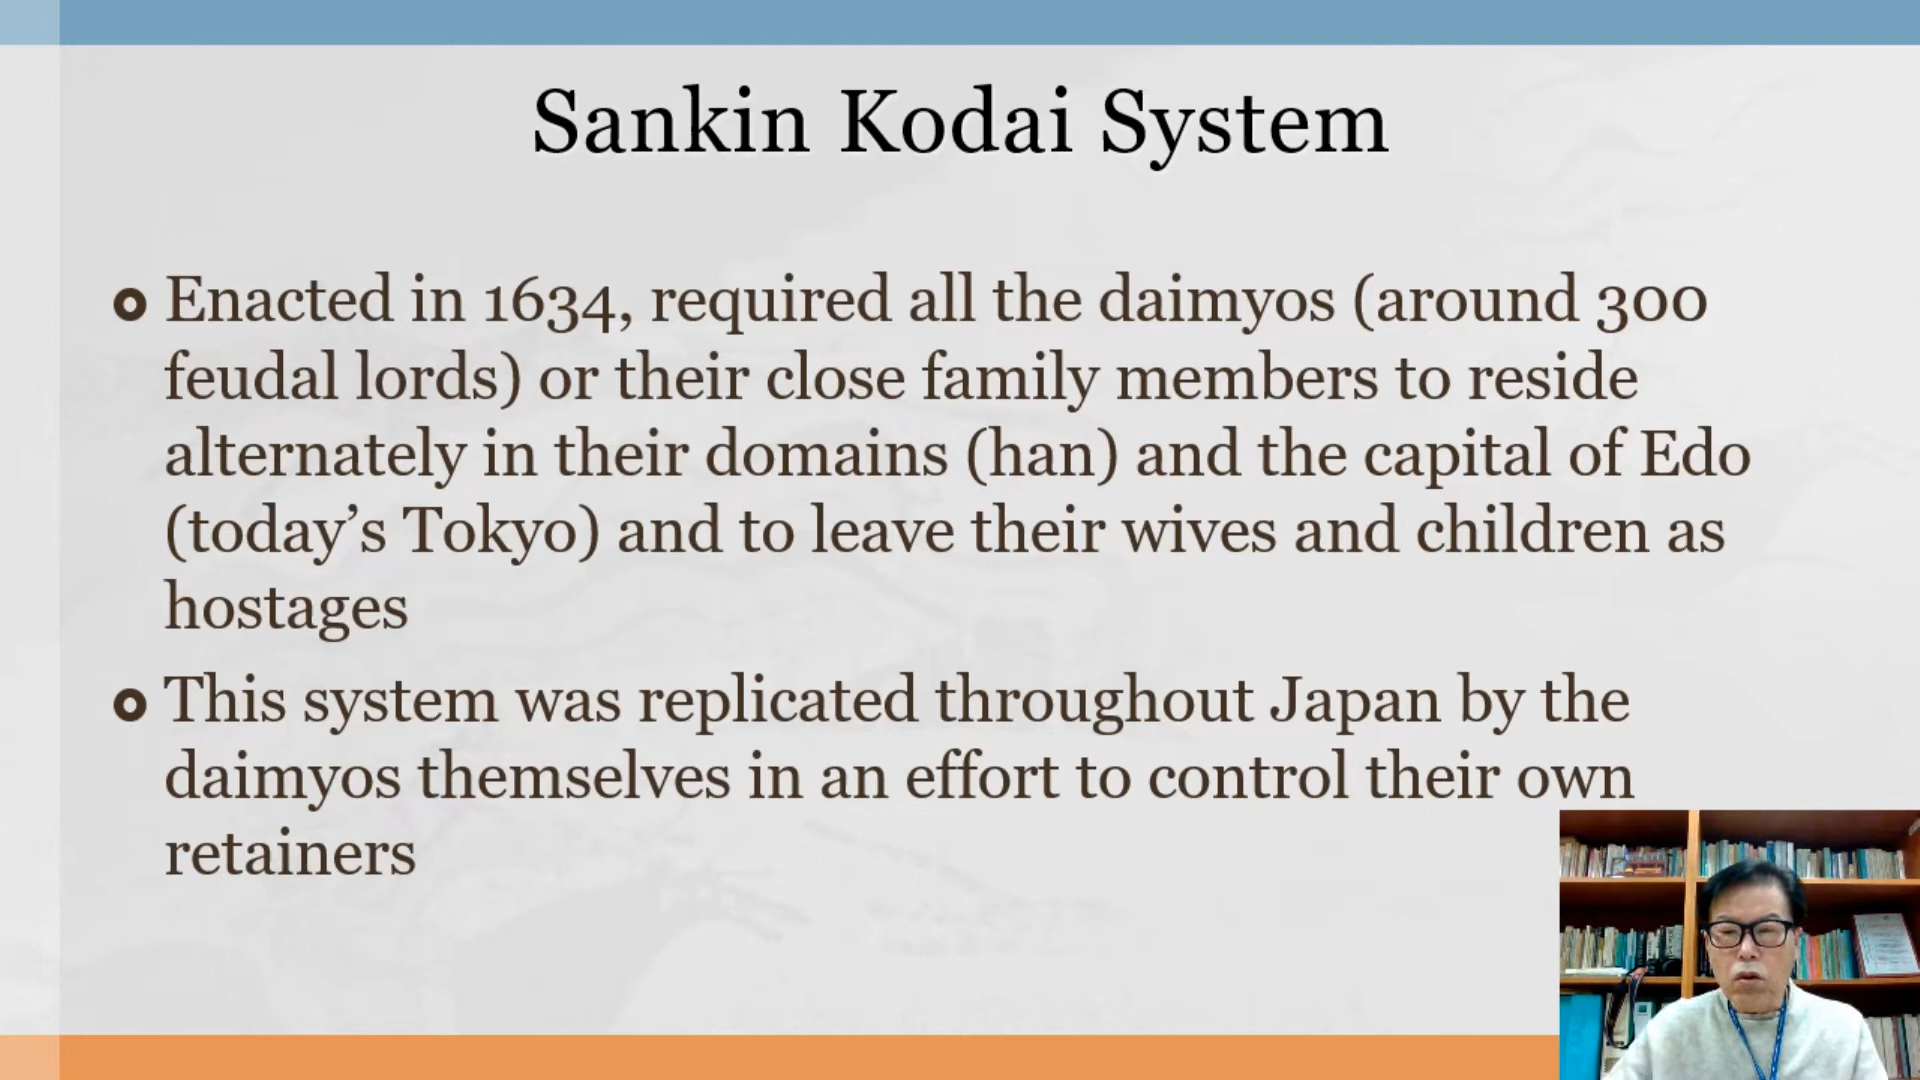 Sankin Kodai System
Enacted in 1634, required all the daimyos (around 300
feudal lords) or their close family members to reside
alternately in their domains (han) and the capital of Edo
(today’s Tokyo) and to leave their wives and children as
hostages
This system was replicated throughout Japan by the
daimyos themselves in an effort to control their own
retainers